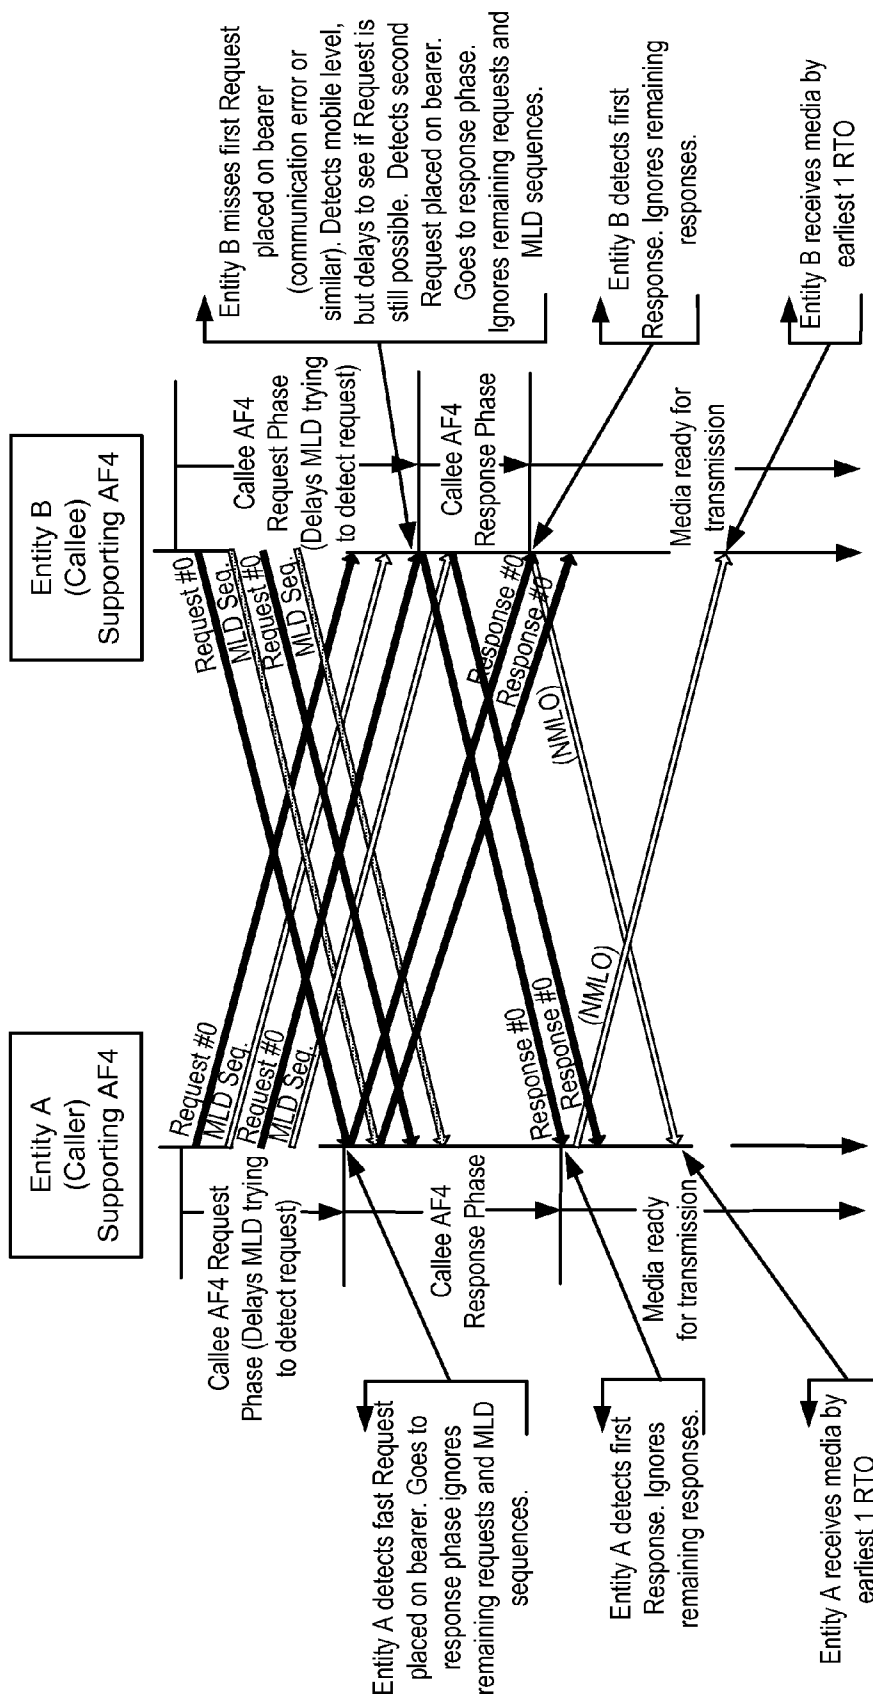 Entity A
(Caller)
Supporting AF4
Entity B
(Callee)
Supporting AF4
Callee AF4 Request
Phase (Delays MLD trying
to detect request)
Callee AF4
Response Phase
Media ready
for transmission
Entity A detects fast Request
placed on bearer. Goes to
response phase ignores
remaining requests and MLD
sequences.
Entity A detects first
Response. Ignores
remaining responses.
Entity A receives media by
earliest 1 RTO
Request #0
MLD Seq.
Request #0
MLD Seq.
Response #0
Response #0
(NMLO)
Request #0
MLD Seq.
Request #0
MLD Seq.
Response #0
Response #0
(NMLO)
Callee AF4
Request Phase
(Delays MLD trying
to detect request)
Callee AF4
Response Phase
Media ready for
transmission
Entity B misses first Request
placed on bearer
(communication error or
similar). Detects mobile level,
but delays to see if Request is
still possible. Detects second
Request placed on bearer.
Goes to response phase.
Ignores remaining requests and
MLD sequences.
Entity B detects first
Response. Ignores remaining
responses.
Entity B receives media by
earliest 1 RTO